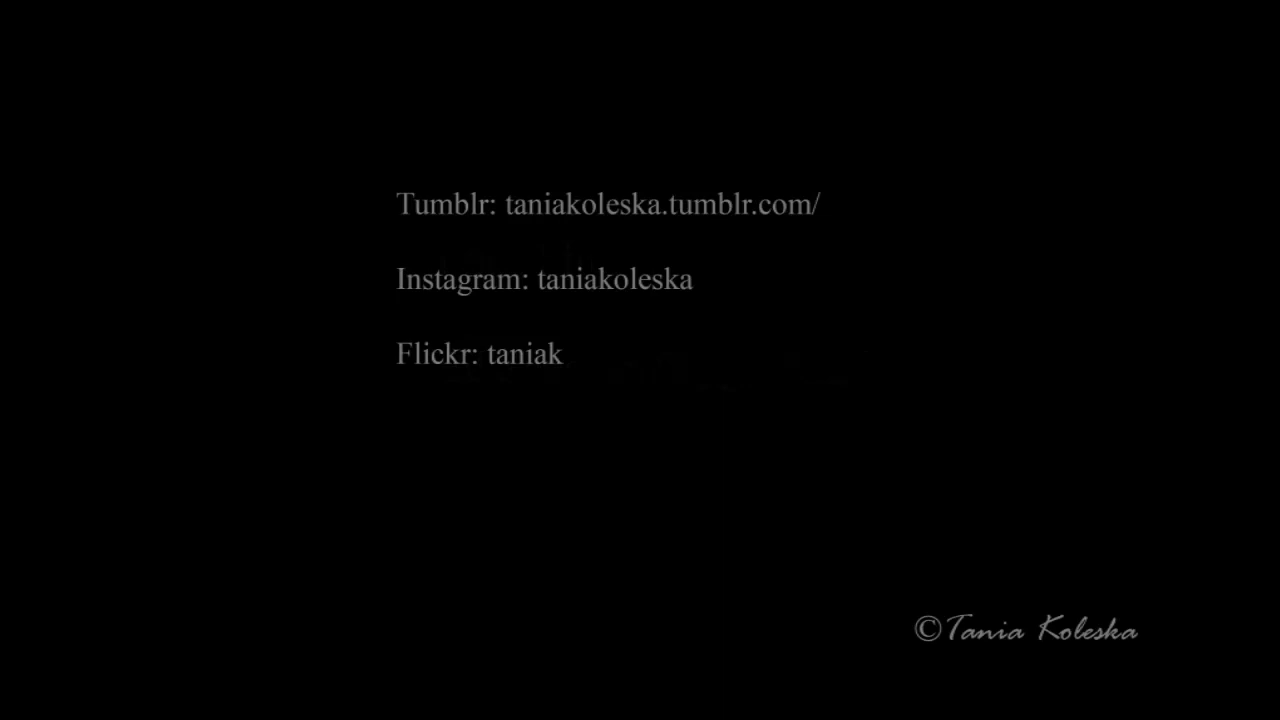 Tumblr: taniakoleska.tumblr.com/
Instagram: taniakoleska
Flickr: taniak
©Tania Koleska